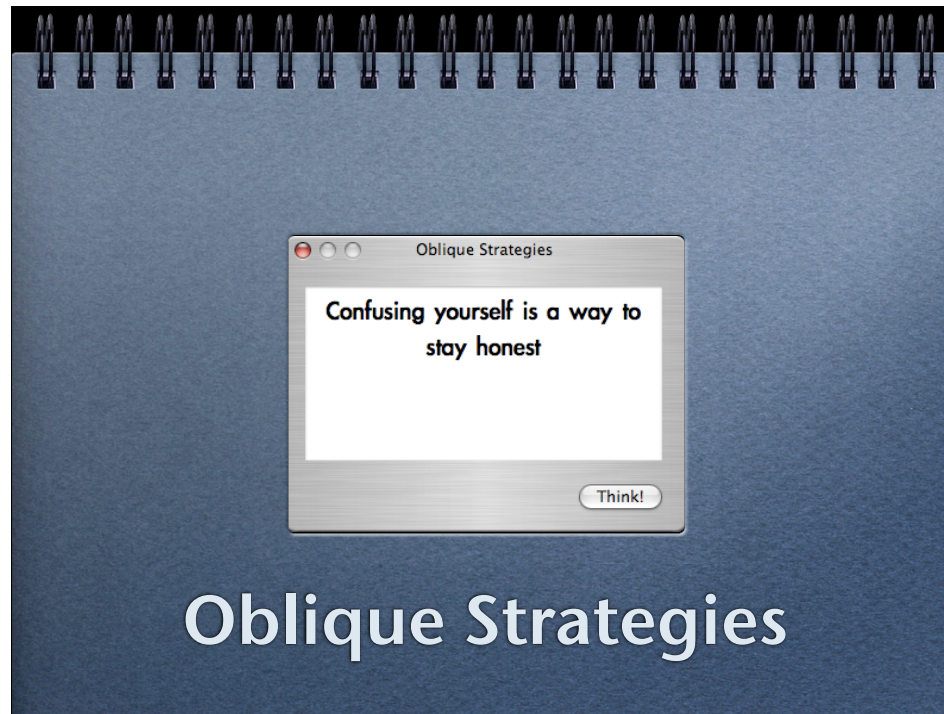 Oblique Strategies
Confusing yourself is a way to
stay honest
Think!
Oblique Strategies